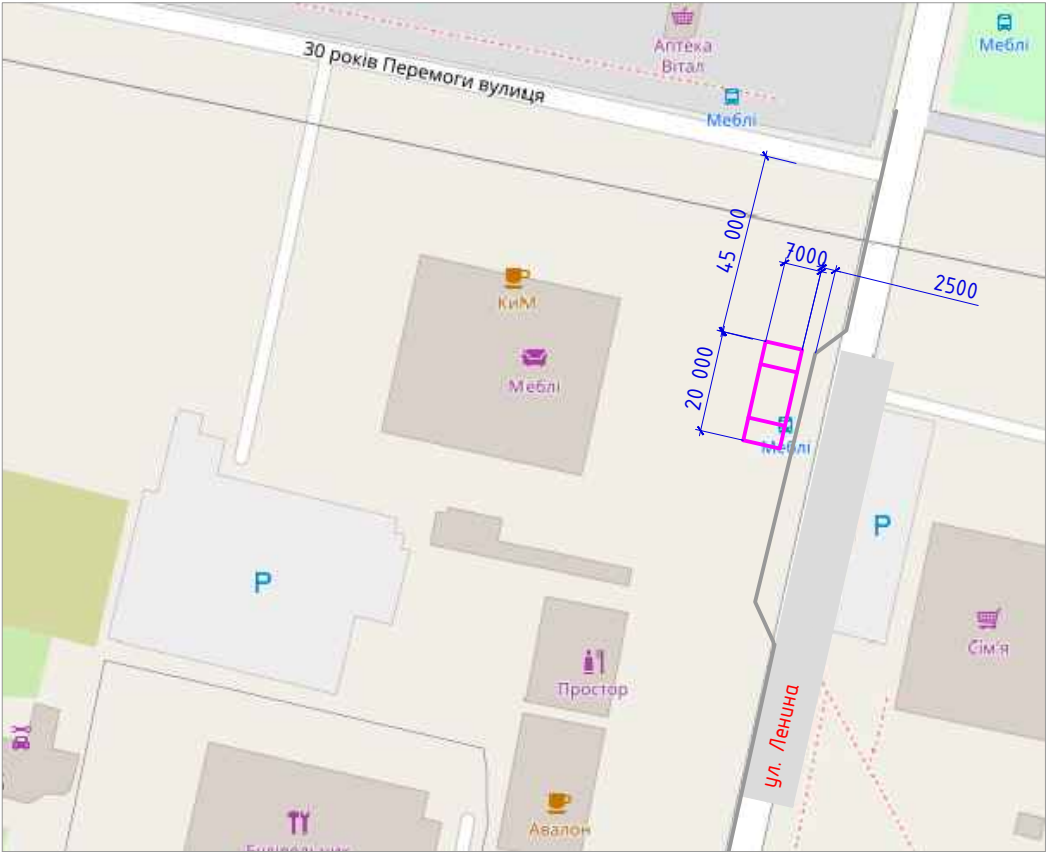 30 років Перемоги вулиця
Аптека
Вітал
Меблі
Меблі
45 000
7000
2500
20 000
КиМ
Меблі
Меблі
P
P
Сім'я
Простор
ул. Ленина
Авалон